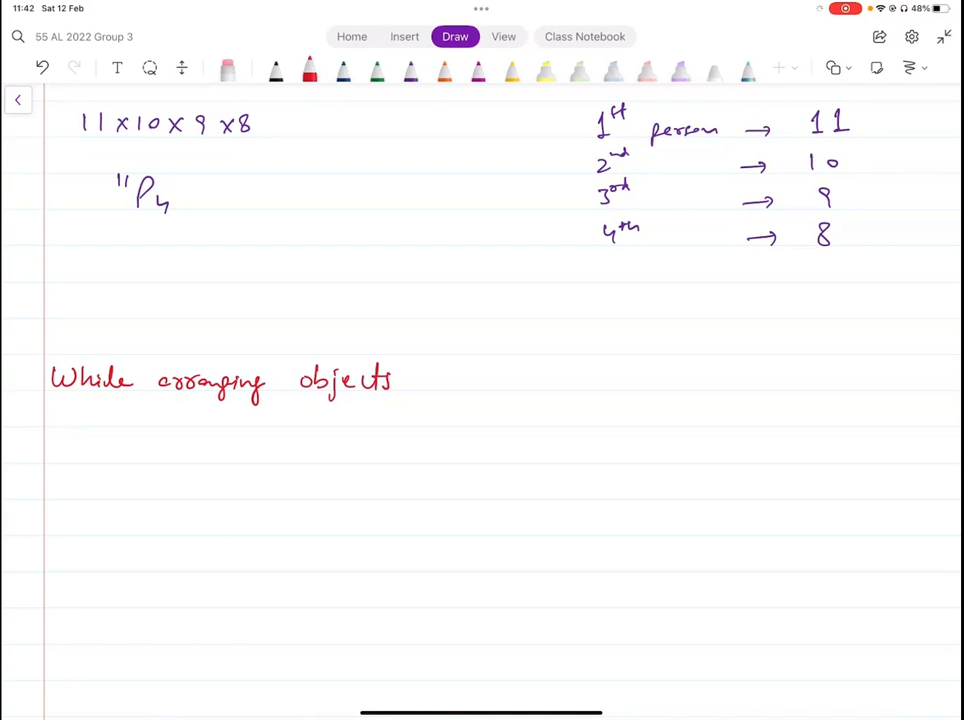 11:42 Sat 12 Feb
48%
55 AL 2022 Group 3
Home Insert Draw View Class Notebook
T
11 x 10 x 9 x 8
¹¹P₄
1st person → 11
2nd → 10
3rd → 9
4th → 8
While arranging objects